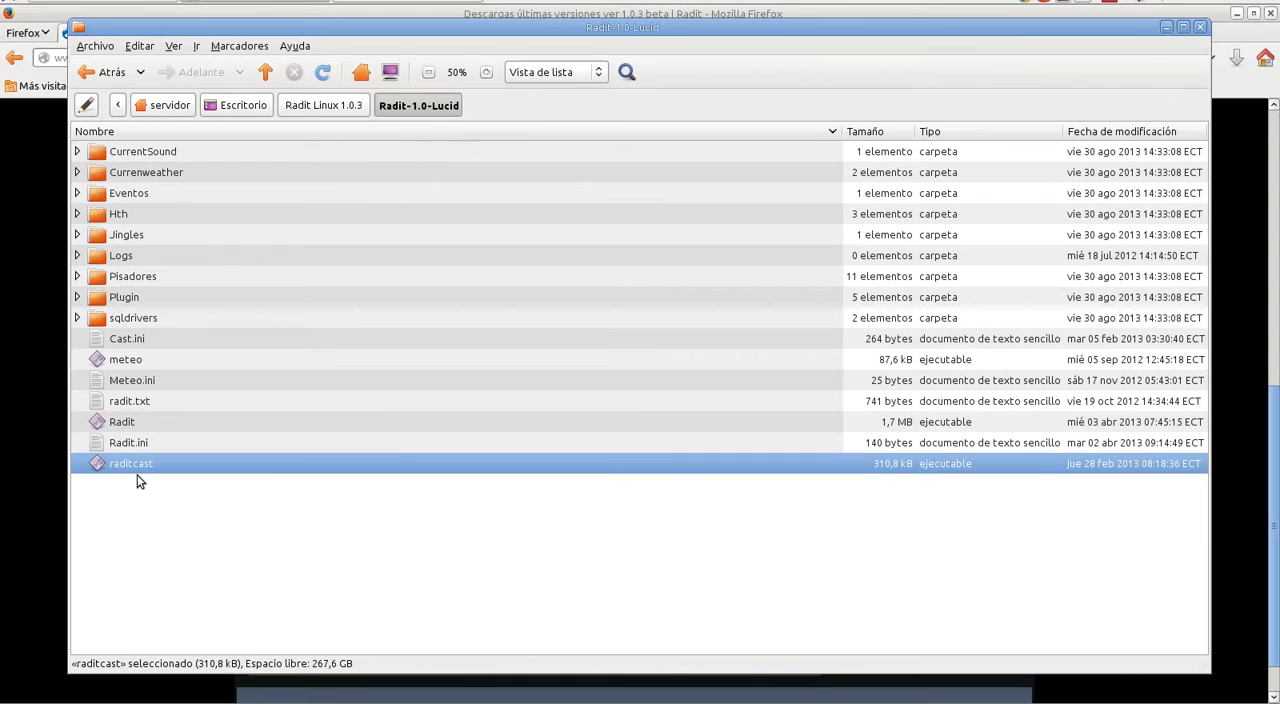 Descargas últimas versiones ver 1.0.3 beta | Radit - Mozilla Firefox
Firefox
Radit-1.0-Lucid
Archivo Editar Ver Ir Marcadores Ayuda
Atrás Adelante 50% Vista de lista
Más visita
servidor Escritorio Radit Linux 1.0.3 Radit-1.0-Lucid
Nombre Tamaño Tipo Fecha de modificación
CurrentSound 1 elemento carpeta vie 30 ago 2013 14:33:08 ECT
Currenweather 2 elementos carpeta vie 30 ago 2013 14:33:08 ECT
Eventos 1 elemento carpeta vie 30 ago 2013 14:33:08 ECT
Hth 3 elementos carpeta vie 30 ago 2013 14:33:08 ECT
Jingles 1 elemento carpeta vie 30 ago 2013 14:33:08 ECT
Logs 0 elementos carpeta mié 18 jul 2012 14:14:50 ECT
Pisadores 11 elementos carpeta vie 30 ago 2013 14:33:08 ECT
Plugin 5 elementos carpeta vie 30 ago 2013 14:33:08 ECT
sqldrivers 2 elementos carpeta vie 30 ago 2013 14:33:08 ECT
Cast.ini 264 bytes documento de texto sencillo mar 05 feb 2013 03:30:40 ECT
meteo 87,6 kB ejecutable mié 05 sep 2012 12:45:18 ECT
Meteo.ini 25 bytes documento de texto sencillo sáb 17 nov 2012 05:43:01 ECT
radit.txt 741 bytes documento de texto sencillo vie 19 oct 2012 14:34:44 ECT
Radit 1,7 MB ejecutable mié 03 abr 2013 07:45:15 ECT
Radit.ini 140 bytes documento de texto sencillo mar 02 abr 2013 09:14:49 ECT
raditcast 310,8 kB ejecutable jue 28 feb 2013 08:18:36 ECT
«raditcast» seleccionado (310,8 kB), Espacio libre: 267,6 GB